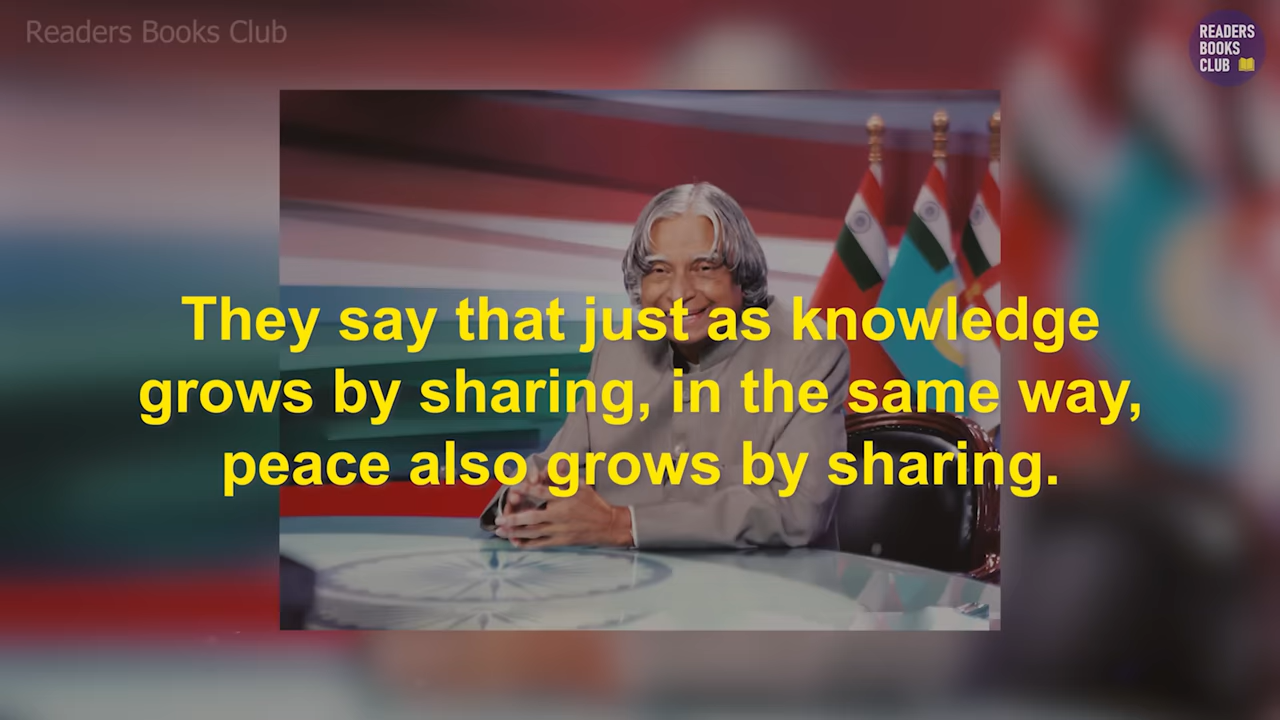 Readers Books Club
READERS
BOOKS
CLUB
They say that just as knowledge
grows by sharing, in the same way,
peace also grows by sharing.